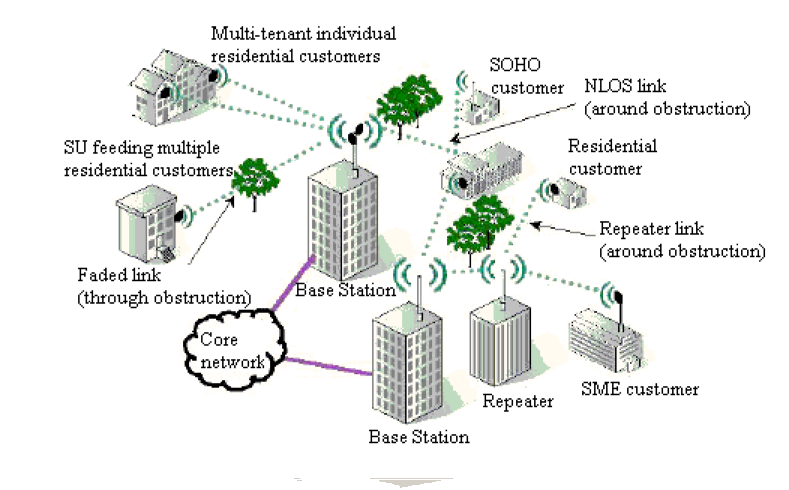 Multi-tenant individual
residential customers
SOHO
customer
NLOS link
(around obstruction)
SU feeding multiple
residential customers
Residential
customer
Repeater link
(around obstruction)
Faded link
(through obstruction)
Base Station
Core
network
SME customer
Repeater
Base Station